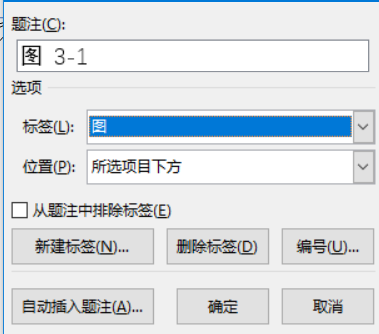 题注(C):
图 3-1
选项
标签(L): 图
位置(P): 所选项目下方
从题注中排除标签(E)
新建标签(N)... 删除标签(D) 编号(U)...
自动插入题注(A)... 确定 取消